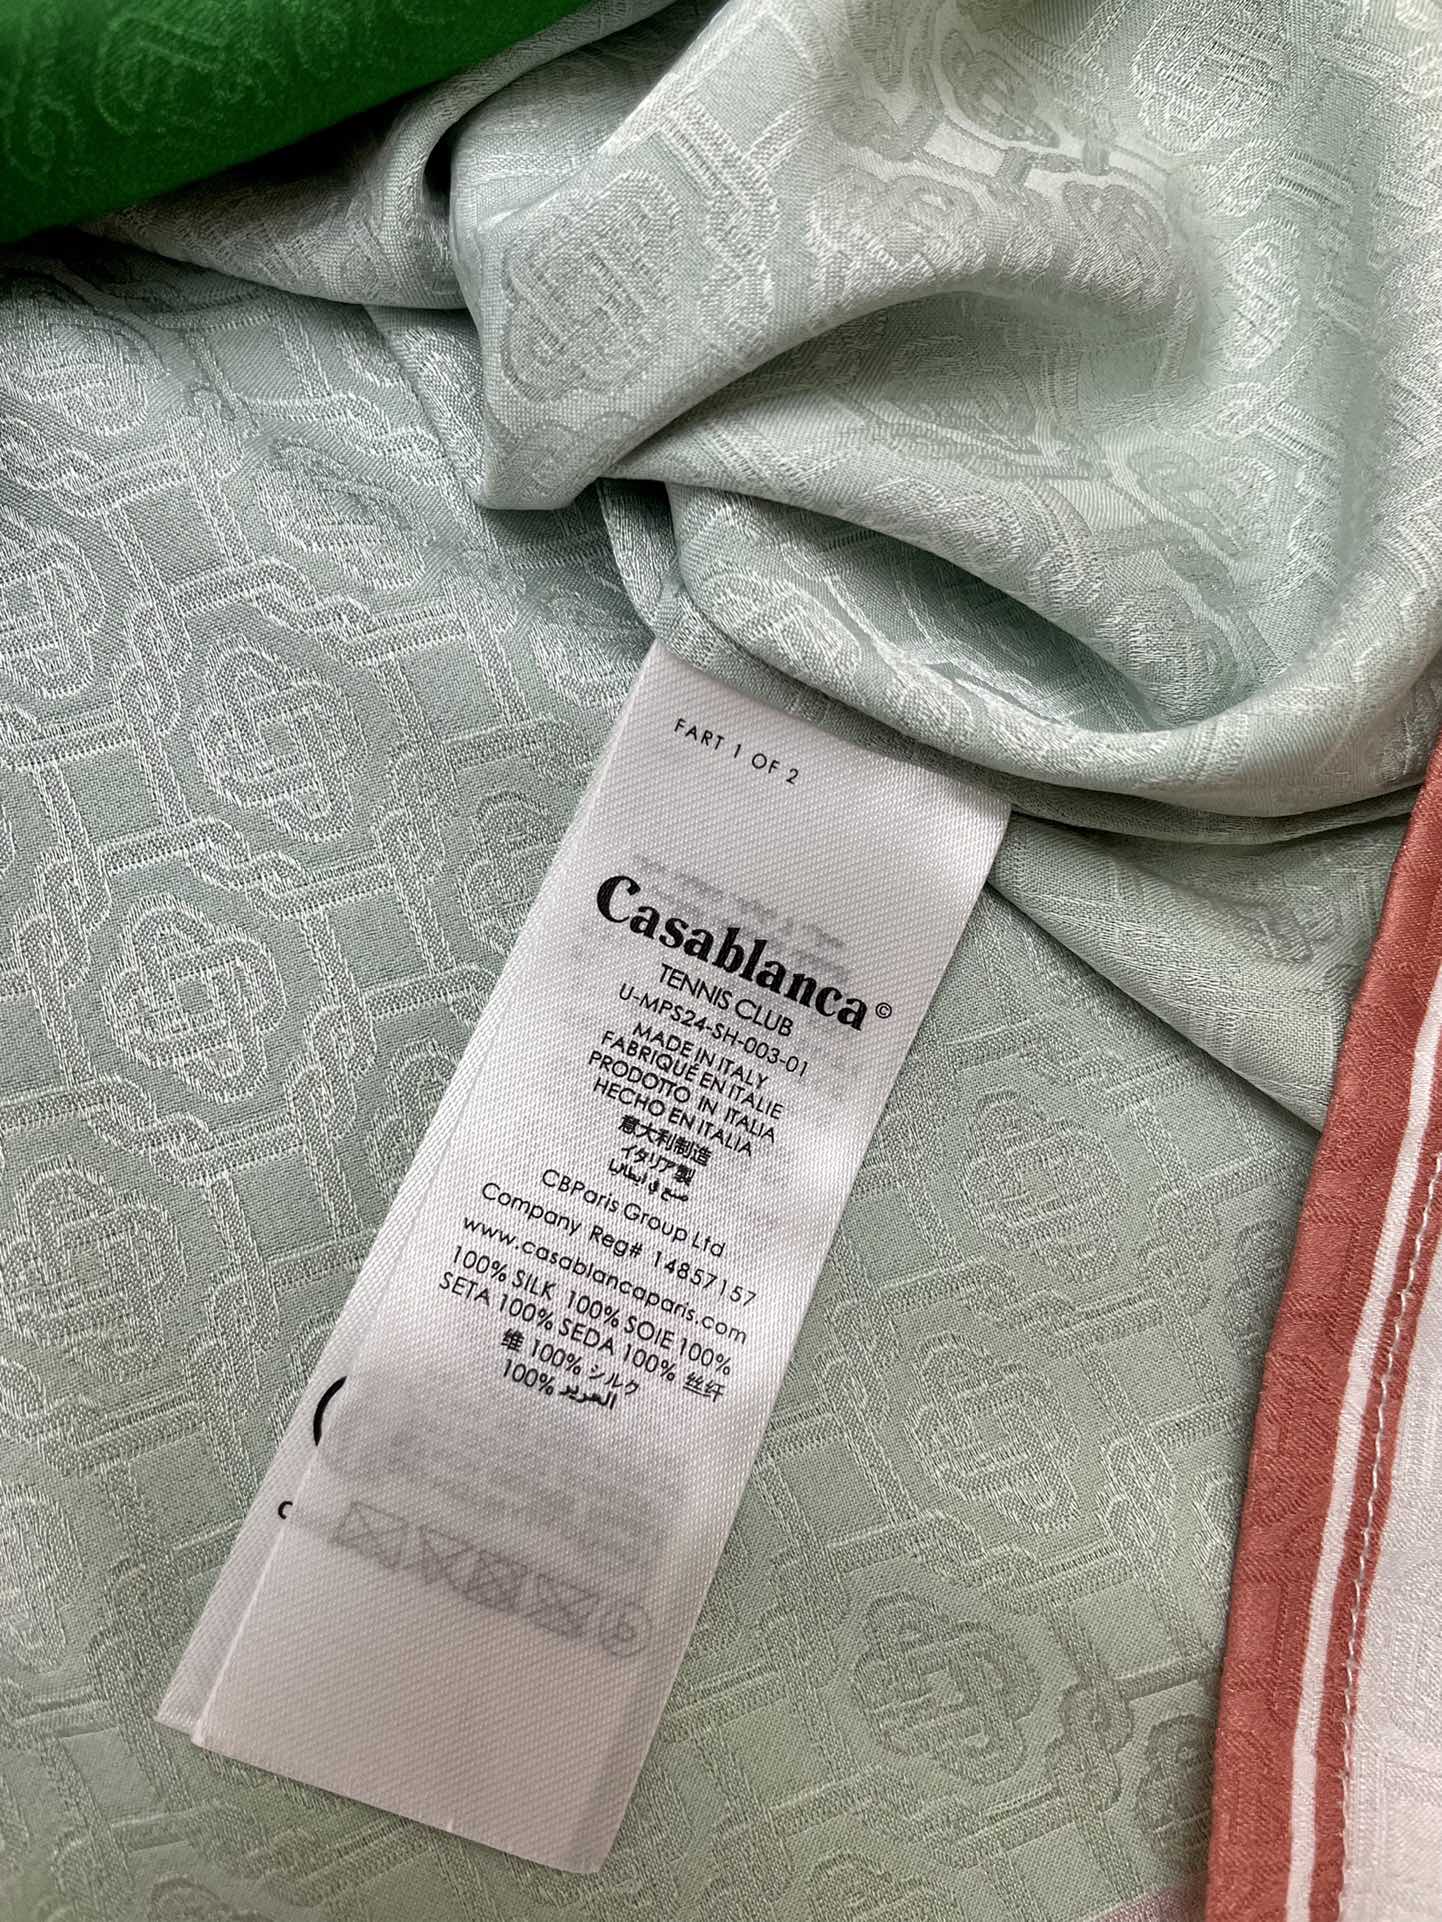 FART 1 OF 2
Casablanca©
TENNIS CLUB
U-MPS24-SH-003-01
MADE IN ITALY
FABRIQUÉ EN ITALIE
PRODOTTO IN ITALIA
HECHO EN ITALIA
意大利制造
イタリア製
صنع في ايطاليا
CBParis Group Ltd
Company Reg# 14857157
www.casablancaparis.com
100% SILK 100% SOIE 100%
SETA 100% SEDA 100% 丝纤
维 100% シルク
100% الحرير